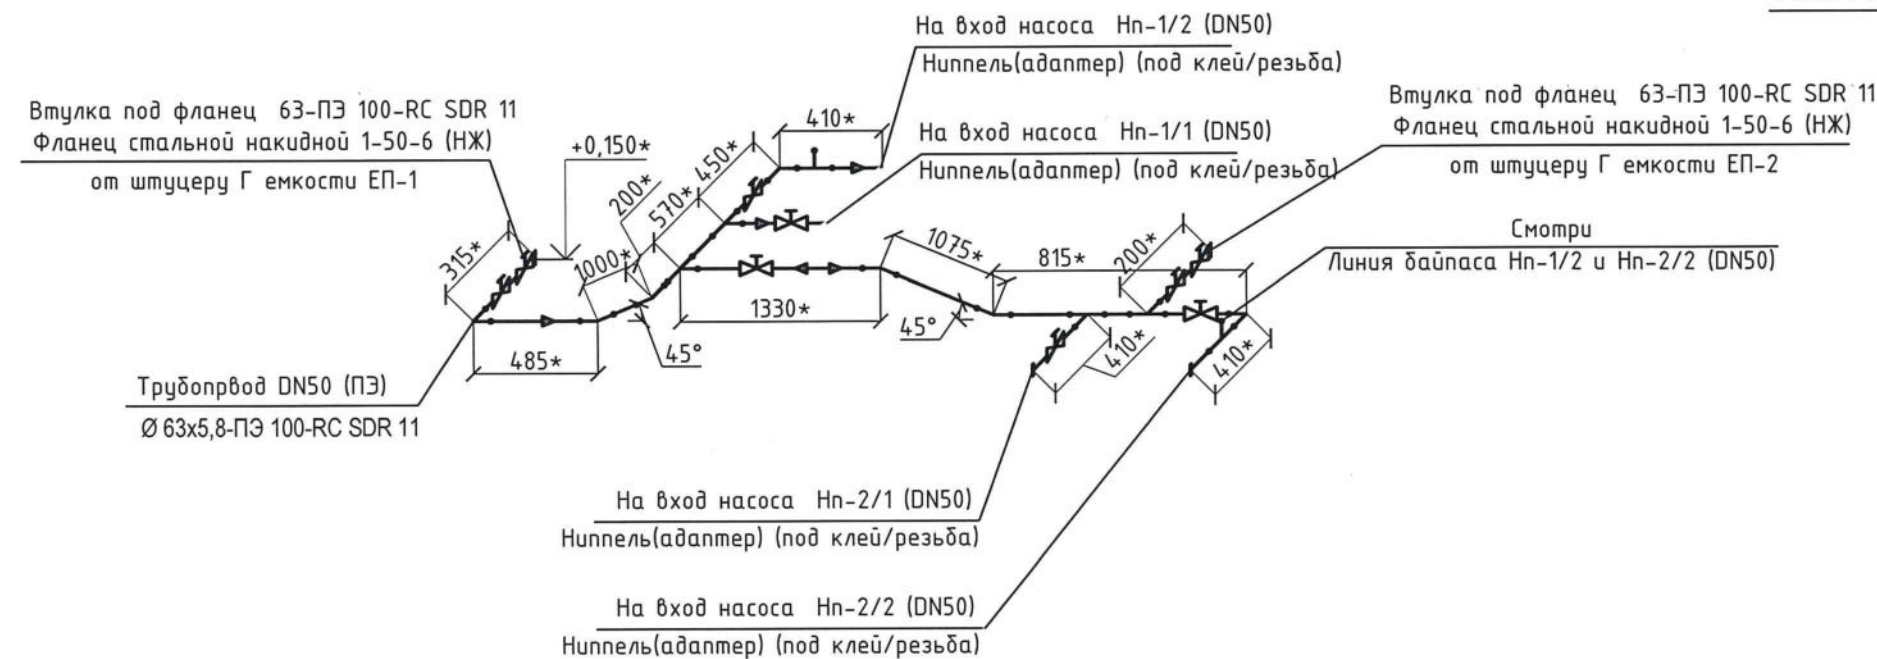 На вход насоса Нп-1/2 (DN50)
Ниппель(адаптер) (под клей/резьба)
Втулка под фланец 63-ПЭ 100-RC SDR 11
Фланец стальной накидной 1-50-6 (НЖ)
от штуцеру Г емкости ЕП-1
+0,150*
410*
На вход насоса Нп-1/1 (DN50)
Ниппель(адаптер) (под клей/резьба)
Втулка под фланец 63-ПЭ 100-RC SDR 11
Фланец стальной накидной 1-50-6 (НЖ)
от штуцеру Г емкости ЕП-2
450*
200*
570*
315*
1000*
1075*
815*
200*
Смотри
Линия байпаса Нп-1/2 и Нп-2/2 (DN50)
1330*
45°
45°
485*
410*
410*
Трубопрвод DN50 (ПЭ)
Ø 63x5,8-ПЭ 100-RC SDR 11
На вход насоса Нп-2/1 (DN50)
Ниппель(адаптер) (под клей/резьба)
На вход насоса Нп-2/2 (DN50)
Ниппель(адаптер) (под клей/резьба)